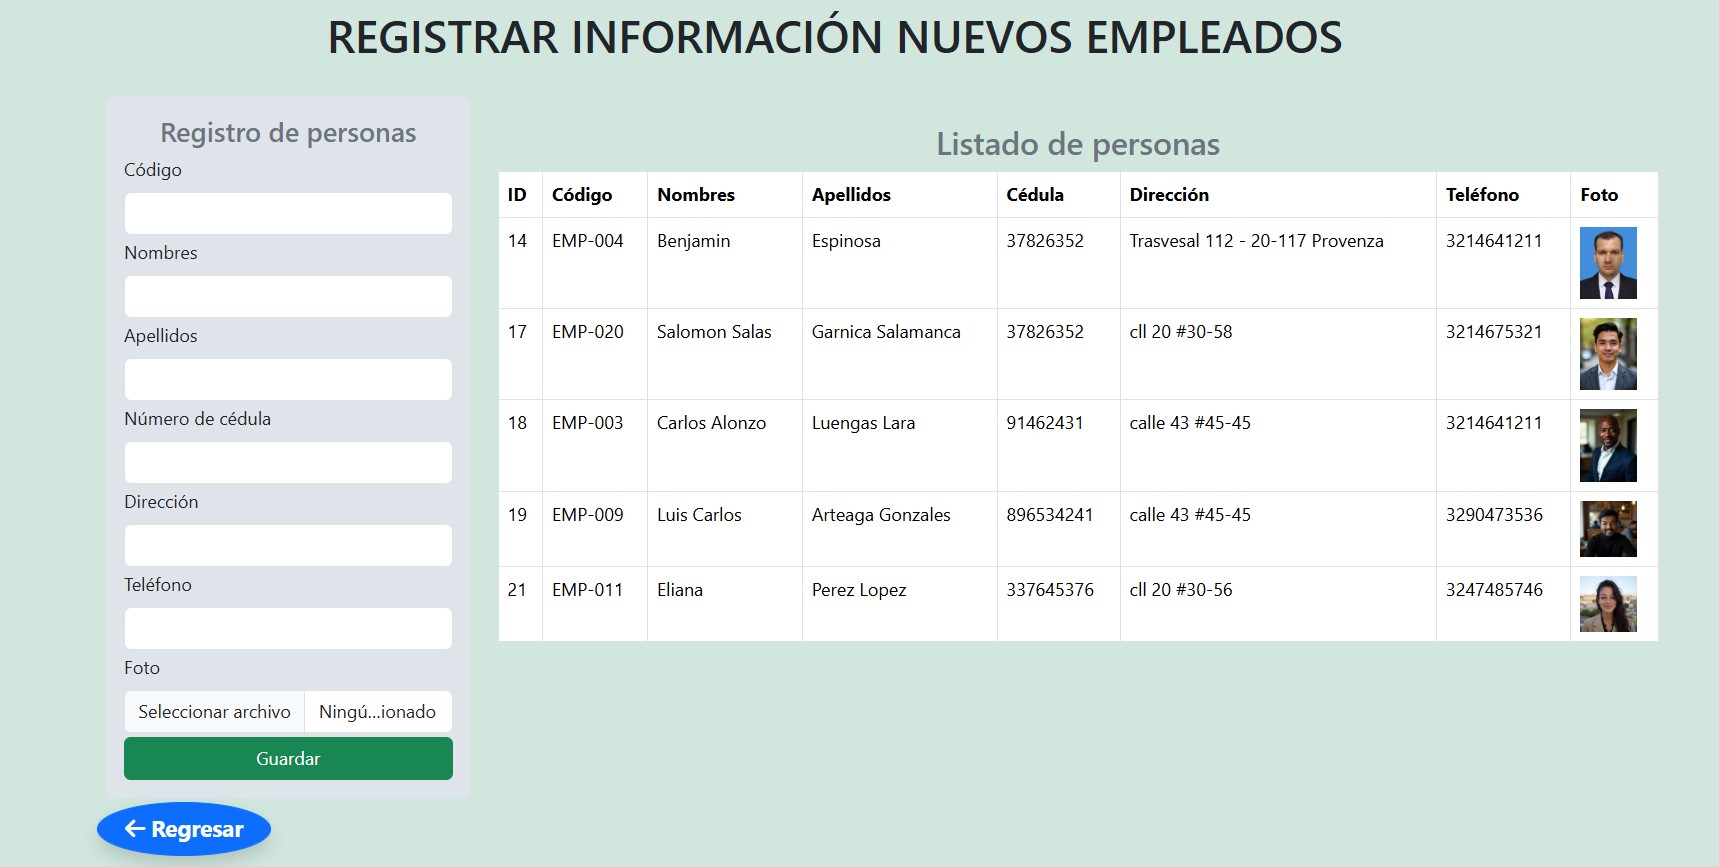 REGISTRAR INFORMACIÓN NUEVOS EMPLEADOS
Registro de personas
Código
Nombres
Apellidos
Número de cédula
Dirección
Teléfono
Foto
Seleccionar archivo Ningú...ionado
Guardar
Regresar
Listado de personas
ID Código Nombres Apellidos Cédula Dirección Teléfono Foto
14 EMP-004 Benjamin Espinosa 37826352 Trasvesal 112 - 20-117 Provenza 3214641211
17 EMP-020 Salomon Salas Garnica Salamanca 37826352 cll 20 #30-58 3214675321
18 EMP-003 Carlos Alonzo Luengas Lara 91462431 calle 43 #45-45 3214641211
19 EMP-009 Luis Carlos Arteaga Gonzales 896534241 calle 43 #45-45 3290473536
21 EMP-011 Eliana Perez Lopez 337645376 cll 20 #30-56 3247485746